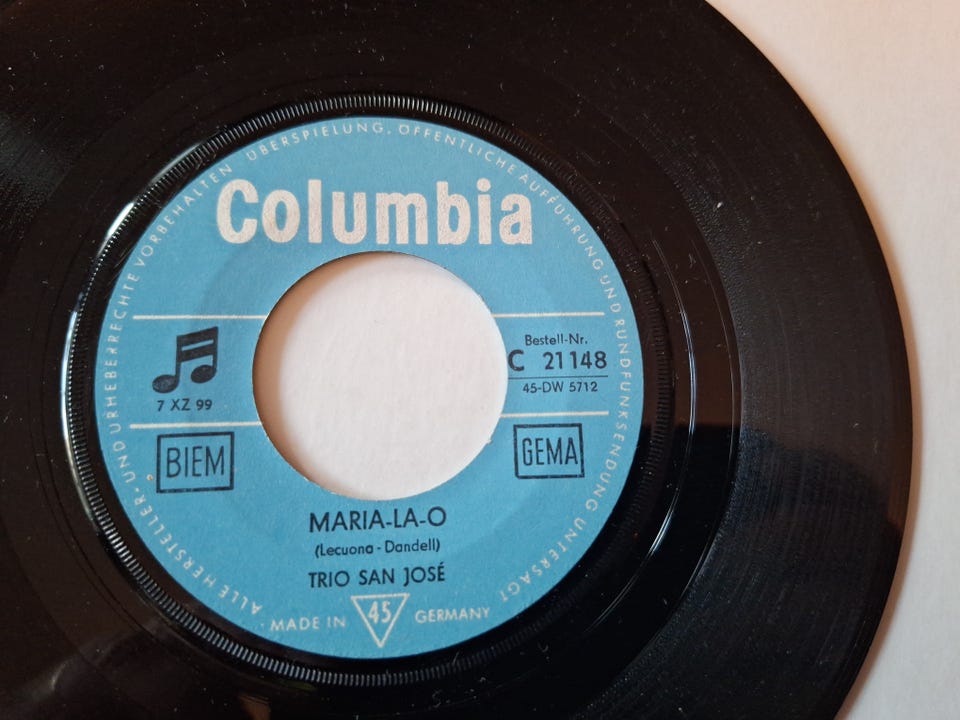 ALLE HERSTELLER- UND URHEBERRECHTE VORBEHALTEN ÜBERSPIELUNG, ÖFFENTLICHE AUFFÜHRUNG UND RUNDFUNKSENDUNG UNTERSAGT
Columbia
Bestell-Nr.
C 21148
45-DW 5712
7 XZ 99
BIEM
GEMA
MARIA-LA-O
(Lecuona - Dandell)
TRIO SAN JOSÉ
MADE IN 45 GERMANY